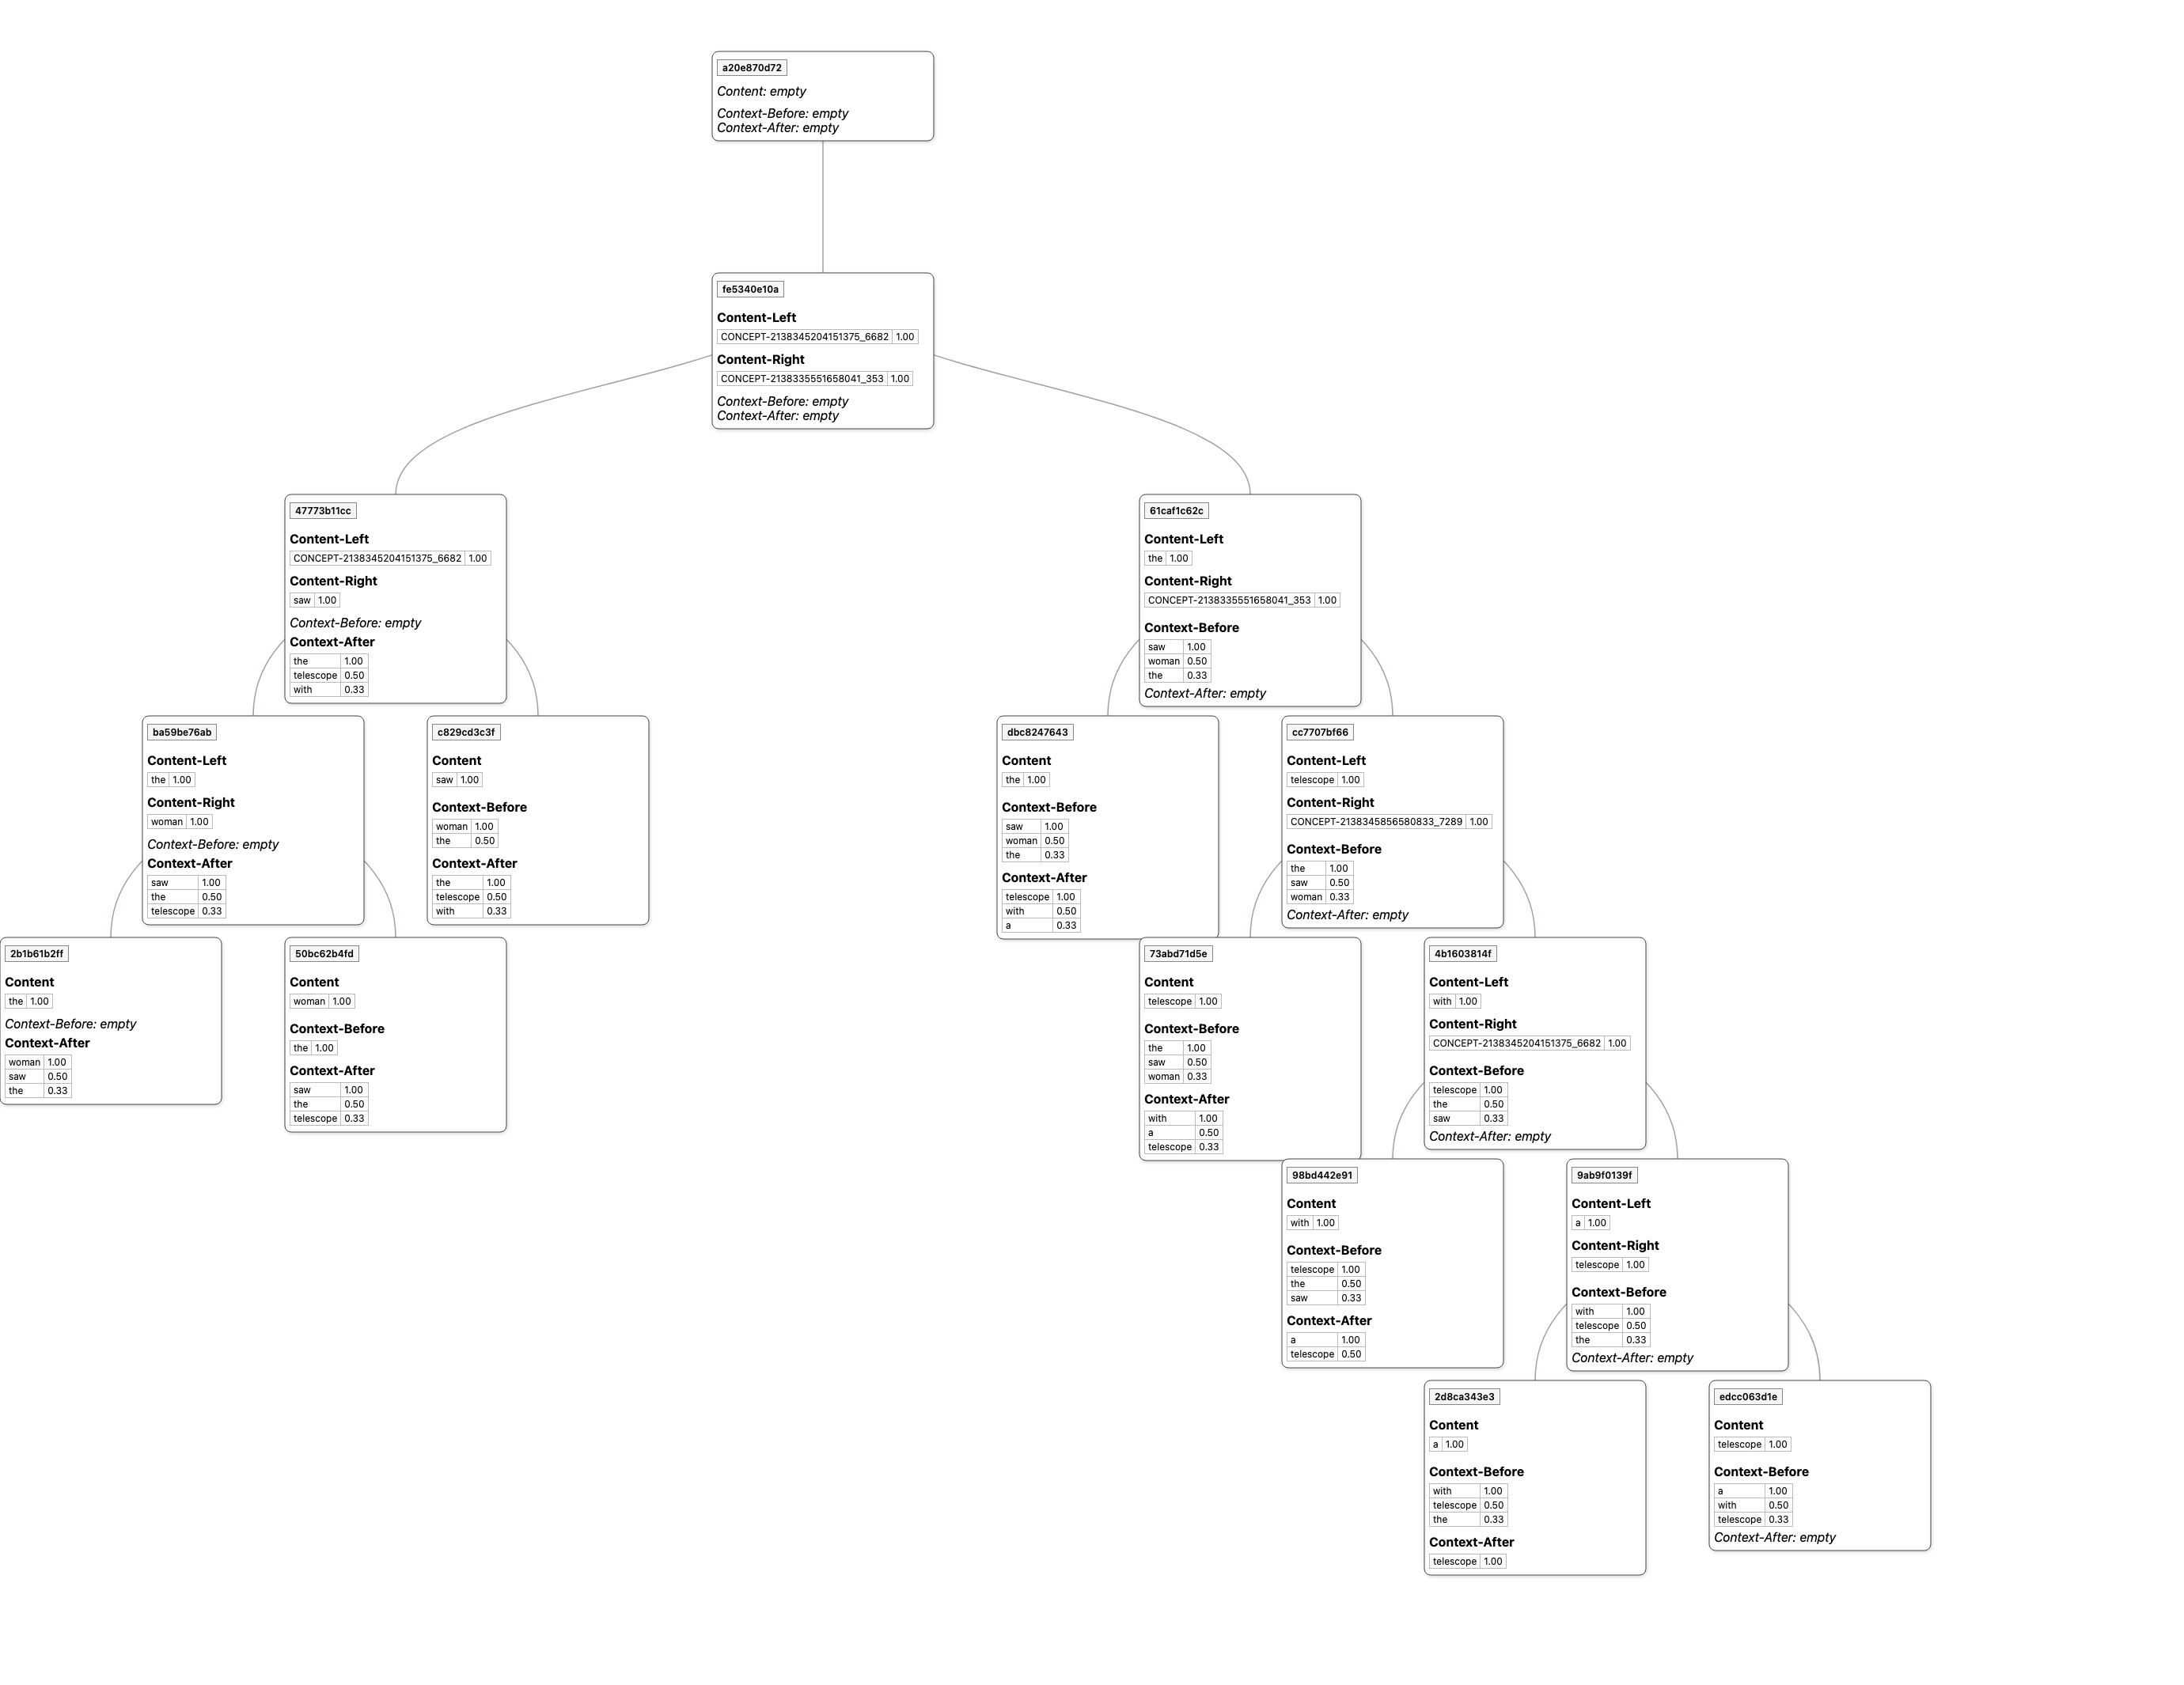 a20e870d72
Content: empty
Context-Before: empty
Context-After: empty
fe5340e10a
Content-Left
CONCEPT-2138345204151375_6682 1.00
Content-Right
CONCEPT-2138335551658041_353 1.00
Context-Before: empty
Context-After: empty
47773b11cc
Content-Left
CONCEPT-2138345204151375_6682 1.00
Content-Right
saw 1.00
Context-Before: empty
Context-After
the 1.00
telescope 0.50
with 0.33
61caf1c62c
Content-Left
the 1.00
Content-Right
CONCEPT-2138335551658041_353 1.00
Context-Before
saw 1.00
woman 0.50
the 0.33
Context-After: empty
ba59be76ab
Content-Left
the 1.00
Content-Right
woman 1.00
Context-Before: empty
Context-After
saw 1.00
the 0.50
telescope 0.33
c829cd3c3f
Content
saw 1.00
Context-Before
woman 1.00
the 0.50
Context-After
the 1.00
telescope 0.50
with 0.33
dbc8247643
Content
the 1.00
Context-Before
saw 1.00
woman 0.50
the 0.33
Context-After
telescope 1.00
with 0.50
a 0.33
cc7707bf66
Content-Left
telescope 1.00
Content-Right
CONCEPT-2138345856580833_7289 1.00
Context-Before
the 1.00
saw 0.50
woman 0.33
Context-After: empty
2b1b61b2ff
Content
the 1.00
Context-Before: empty
Context-After
woman 1.00
saw 0.50
the 0.33
50bc62b4fd
Content
woman 1.00
Context-Before
the 1.00
Context-After
saw 1.00
the 0.50
telescope 0.33
73abd71d5e
Content
telescope 1.00
Context-Before
the 1.00
saw 0.50
woman 0.33
Context-After
with 1.00
a 0.50
telescope 0.33
4b1603814f
Content-Left
with 1.00
Content-Right
CONCEPT-2138345204151375_6682 1.00
Context-Before
telescope 1.00
the 0.50
saw 0.33
Context-After: empty
98bd442e91
Content
with 1.00
Context-Before
telescope 1.00
the 0.50
saw 0.33
Context-After
a 1.00
telescope 0.50
9ab9f0139f
Content-Left
a 1.00
Content-Right
telescope 1.00
Context-Before
with 1.00
telescope 0.50
the 0.33
Context-After: empty
2d8ca343e3
Content
a 1.00
Context-Before
with 1.00
telescope 0.50
the 0.33
Context-After
telescope 1.00
edcc063d1e
Content
telescope 1.00
Context-Before
a 1.00
with 0.50
telescope 0.33
Context-After: empty